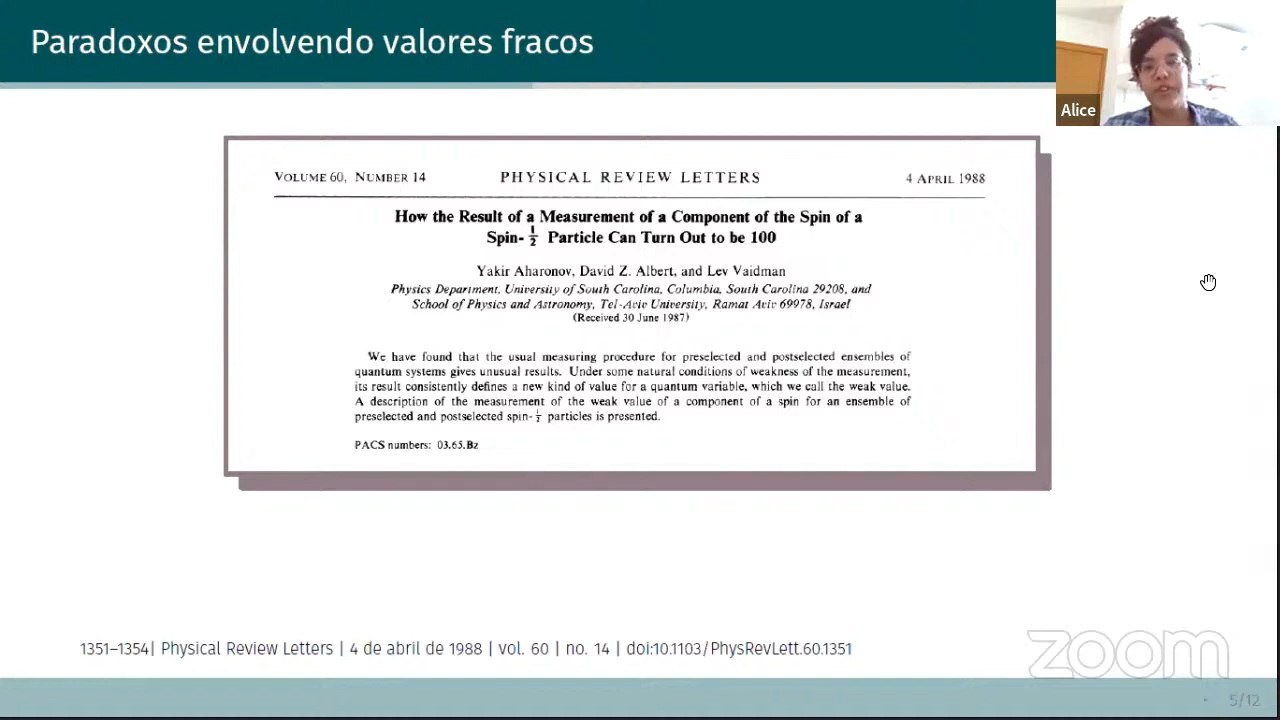 Paradoxos envolvendo valores fracos
Alice
VOLUME 60, NUMBER 14 PHYSICAL REVIEW LETTERS 4 APRIL 1988
How the Result of a Measurement of a Component of the Spin of a
Spin-½ Particle Can Turn Out to be 100
Yakir Aharonov, David Z. Albert, and Lev Vaidman
Physics Department, University of South Carolina, Columbia, South Carolina 29208, and
School of Physics and Astronomy, Tel-Aviv University, Ramat Aviv 69978, Israel
(Received 30 June 1987)
We have found that the usual measuring procedure for preselected and postselected ensembles of
quantum systems gives unusual results. Under some natural conditions of weakness of the measurement,
its result consistently defines a new kind of value for a quantum variable, which we call the weak value.
A description of the measurement of the weak value of a component of a spin for an ensemble of
preselected and postselected spin-½ particles is presented.
PACS numbers: 03.65.Bz
1351–1354| Physical Review Letters | 4 de abril de 1988 | vol. 60 | no. 14 | doi:10.1103/PhysRevLett.60.1351
zoom
5/12